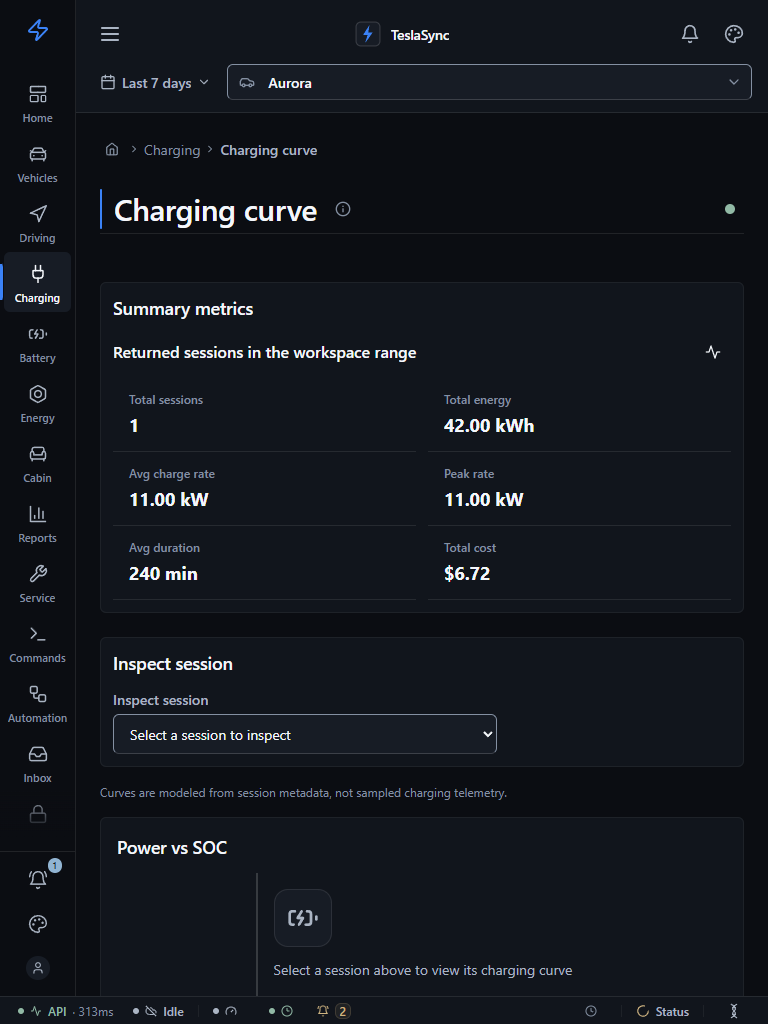 TeslaSync
Last 7 days
Aurora
Home
Vehicles
Driving
Charging
Battery
Energy
Cabin
Reports
Service
Commands
Automation
Inbox
1
Charging
Charging curve
Charging curve
Summary metrics
Returned sessions in the workspace range
Total sessions
1
Total energy
42.00 kWh
Avg charge rate
11.00 kW
Peak rate
11.00 kW
Avg duration
240 min
Total cost
$6.72
Inspect session
Inspect session
Select a session to inspect
Curves are modeled from session metadata, not sampled charging telemetry.
Power vs SOC
Select a session above to view its charging curve
API · 313ms
Idle
2
Status